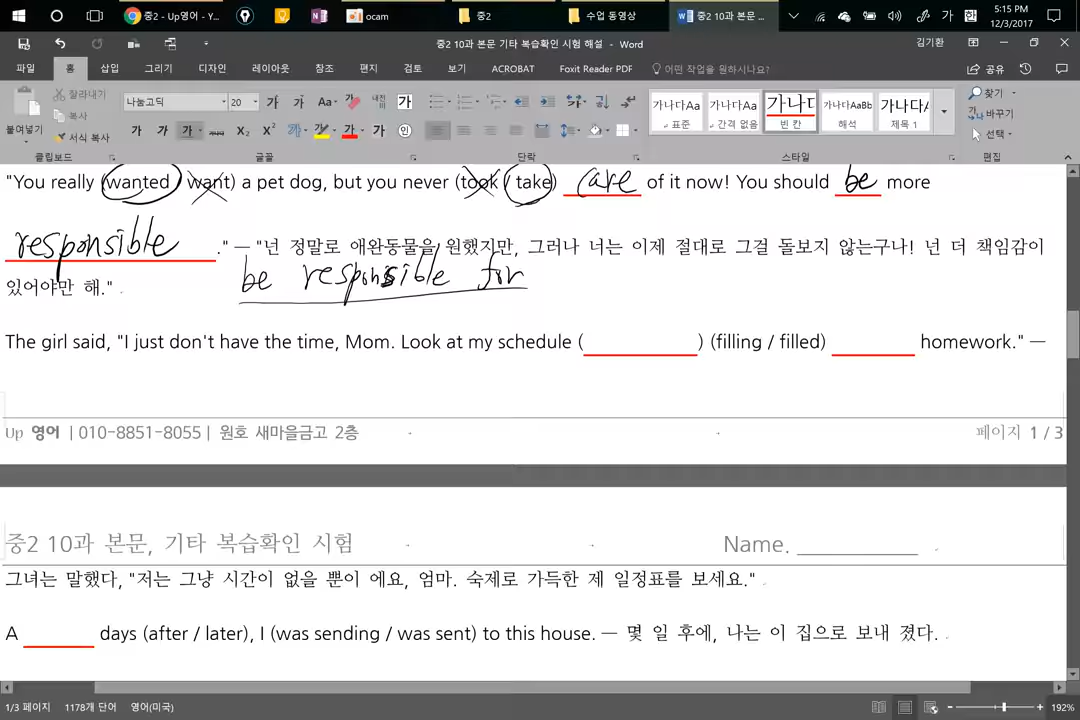 중2 - Up영어 - Y...
ocam
중2
수업 동영상
중2 10과 본문 ...
가
한
5:15 PM
12/3/2017
중2 10과 본문 기타 복습확인 시험 해설 - Word
김기환
파일 홈 삽입 그리기 디자인 레이아웃 참조 편지 검토 보기 ACROBAT Foxit Reader PDF 어떤 작업을 원하시나요? 공유
붙여넣기 잘라내기 복사 서식 복사
나눔고딕 20
가나다Aa 표준 가나다Aa 간격 없음 가나다 빈 칸 가나다AaBb 해석 가나다A 제목 1
찾기 바꾸기 선택
클립보드 글꼴 단락 스타일 편집
"You really (wanted / want) a pet dog, but you never (took / take) care of it now! You should be more
responsible ." — "넌 정말로 애완동물을 원했지만, 그러나 너는 이제 절대로 그걸 돌보지 않는구나! 넌 더 책임감이
있어야만 해."
be responsible for
The girl said, "I just don't have the time, Mom. Look at my schedule (__________) (filling / filled) ________ homework." —
Up 영어 | 010-8851-8055 | 원호 새마을금고 2층
페이지 1 / 3
중2 10과 본문, 기타 복습확인 시험
Name. __________
그녀는 말했다, "저는 그냥 시간이 없을 뿐이 에요, 엄마. 숙제로 가득한 제 일정표를 보세요."
A ______ days (after / later), I (was sending / was sent) to this house. — 몇 일 후에, 나는 이 집으로 보내 졌다.
1/3 페이지 1178개 단어 영어(미국)
192%